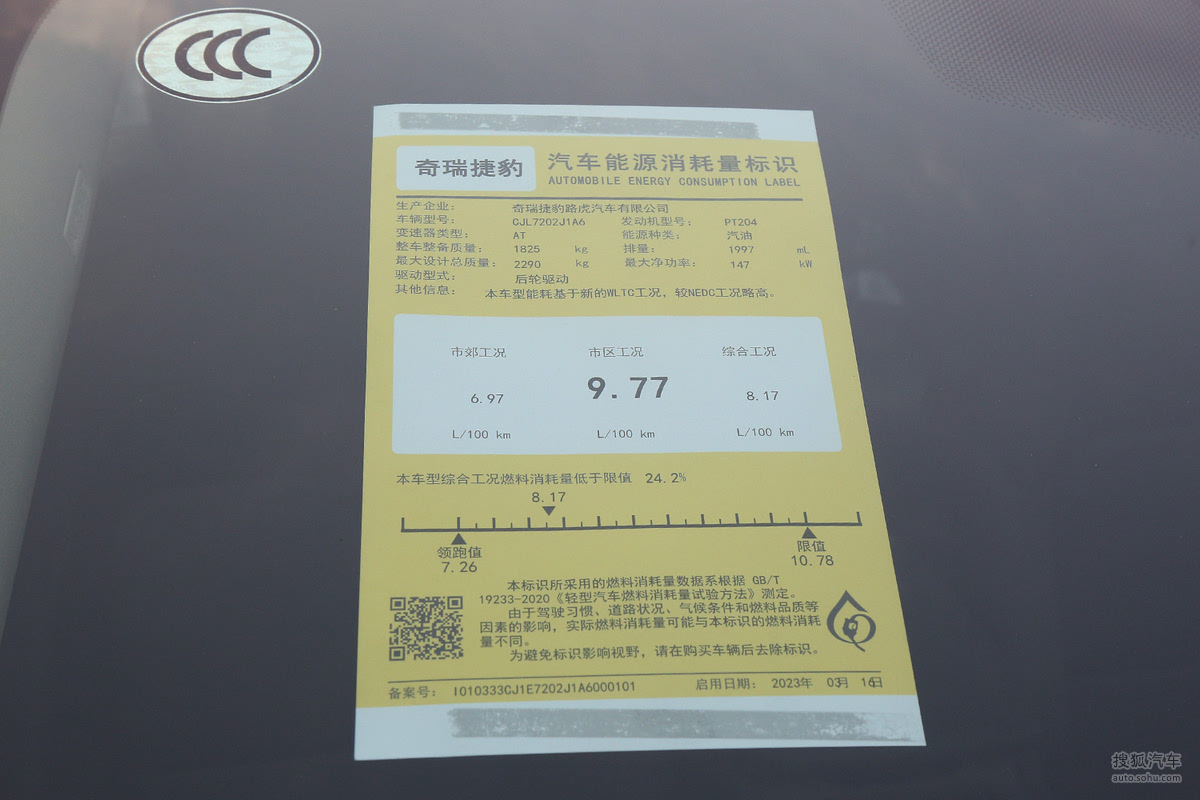 CCC
奇瑞捷豹 汽车能源消耗量标识
AUTOMOBILE ENERGY CONSUMPTION LABEL
生产企业: 奇瑞捷豹路虎汽车有限公司
车辆型号: CJL7202J1A6 发动机型号: PT204
变速器类型: AT 能源种类: 汽油
整车整备质量: 1825 kg 排量: 1997 mL
最大设计总质量: 2290 kg 最大净功率: 147 kW
驱动型式: 后轮驱动
其他信息: 本车型能耗基于新的WLTC工况，较NEDC工况略高。
市郊工况 市区工况 综合工况
6.97 9.77 8.17
L/100 km L/100 km L/100 km
本车型综合工况燃料消耗量低于限值 24.2%
8.17
领跑值 限值
7.26 10.78
本标识所采用的燃料消耗量数据系根据 GB/T
19233-2020《轻型汽车燃料消耗量试验方法》测定。
由于驾驶习惯、道路状况、气候条件和燃料品质等
因素的影响，实际燃料消耗量可能与本标识的燃料消耗
量不同。
为避免标识影响视野，请在购买车辆后去除标识。
备案号: I010333CJ1E7202J1A6000101 启用日期: 2023年 03月 16日
搜狐汽车
auto.sohu.com